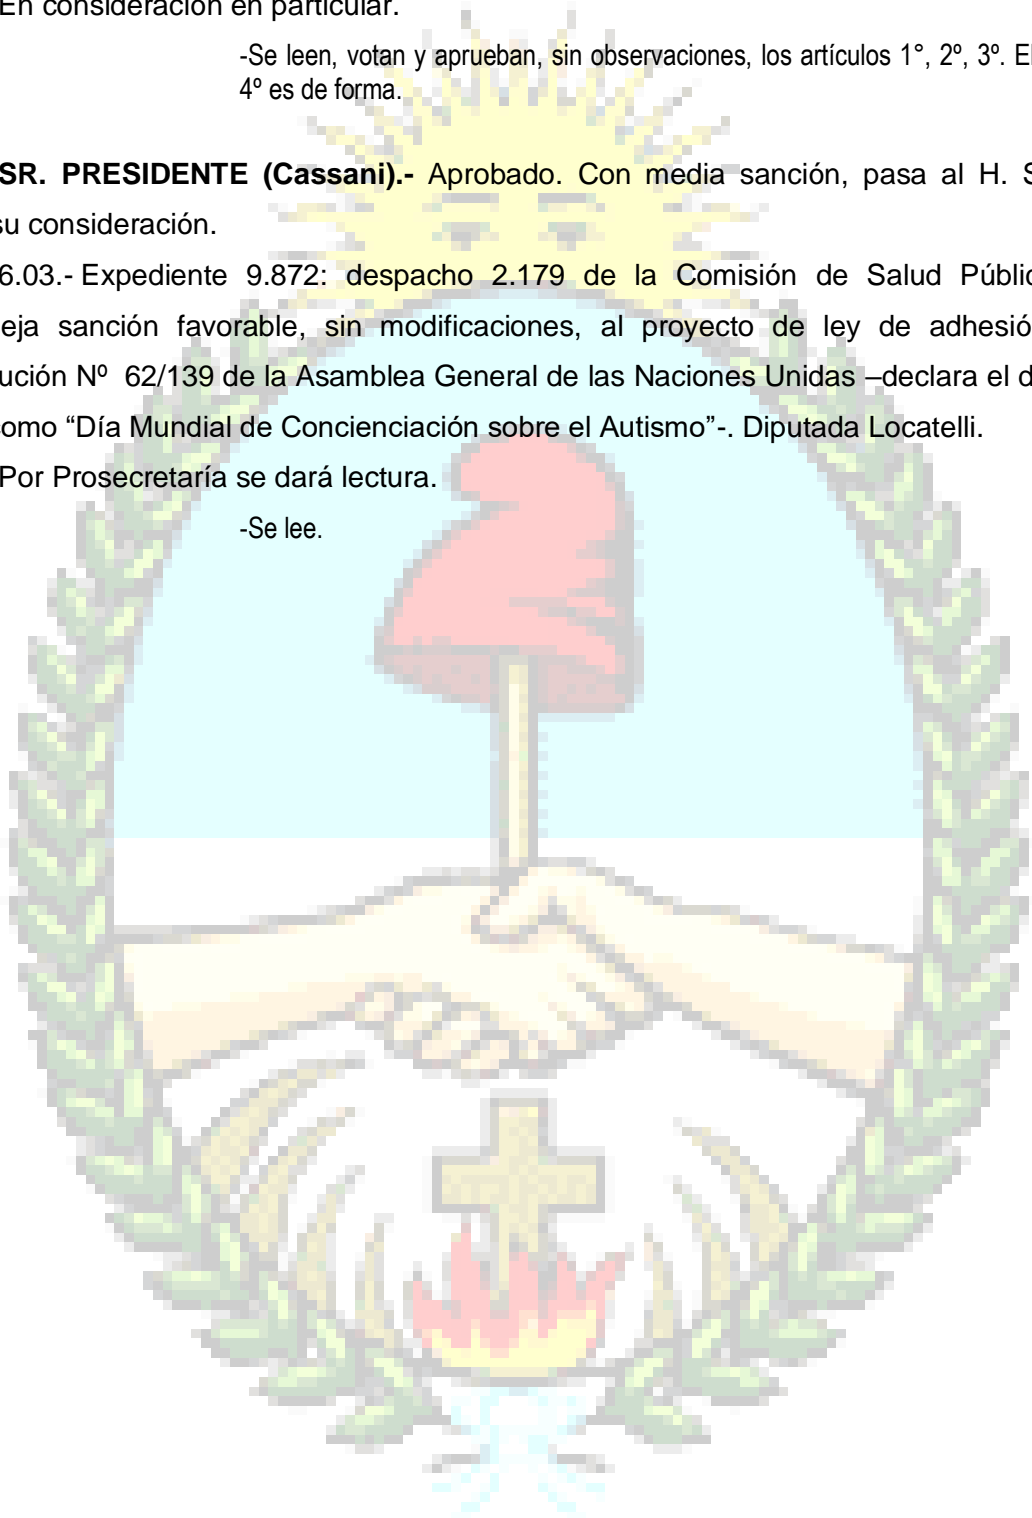 En consideración en particular.
-Se leen, votan y aprueban, sin observaciones, los artículos 1°, 2º, 3º. El
4º es de forma.
SR. PRESIDENTE (Cassani).- Aprobado. Con media sanción, pasa al H. S
su consideración.
6.03.- Expediente 9.872: despacho 2.179 de la Comisión de Salud Públic
eja sanción favorable, sin modificaciones, al proyecto de ley de adhesió
ución Nº 62/139 de la Asamblea General de las Naciones Unidas –declara el d
como “Día Mundial de Concienciación sobre el Autismo”-. Diputada Locatelli.
Por Prosecretaría se dará lectura.
-Se lee.